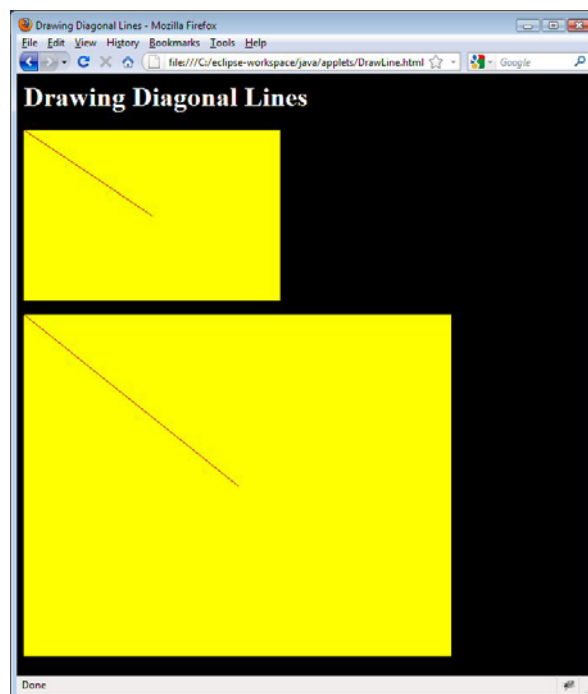 Drawing Diagonal Lines - Mozilla Firefox
File Edit View History Bookmarks Tools Help
file:///C:/eclipse-workspace/java/applets/DrawLine.html Google
Drawing Diagonal Lines
Done